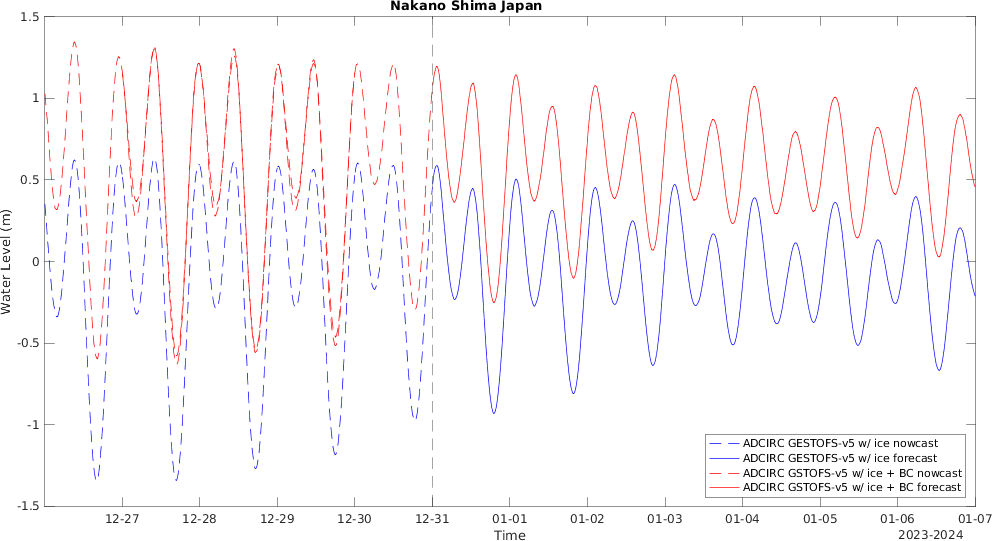 Nakano Shima Japan
1.5
1
0.5
0
-0.5
-1
-1.5
Water Level (m)
ADCIRC GESTOFS-v5 w/ ice nowcast
ADCIRC GESTOFS-v5 w/ ice forecast
ADCIRC GSTOFS-v5 w/ ice + BC nowcast
ADCIRC GSTOFS-v5 w/ ice + BC forecast
12-27 12-28 12-29 12-30 12-31 01-01 01-02 01-03 01-04 01-05 01-06 01-07
Time
2023-2024